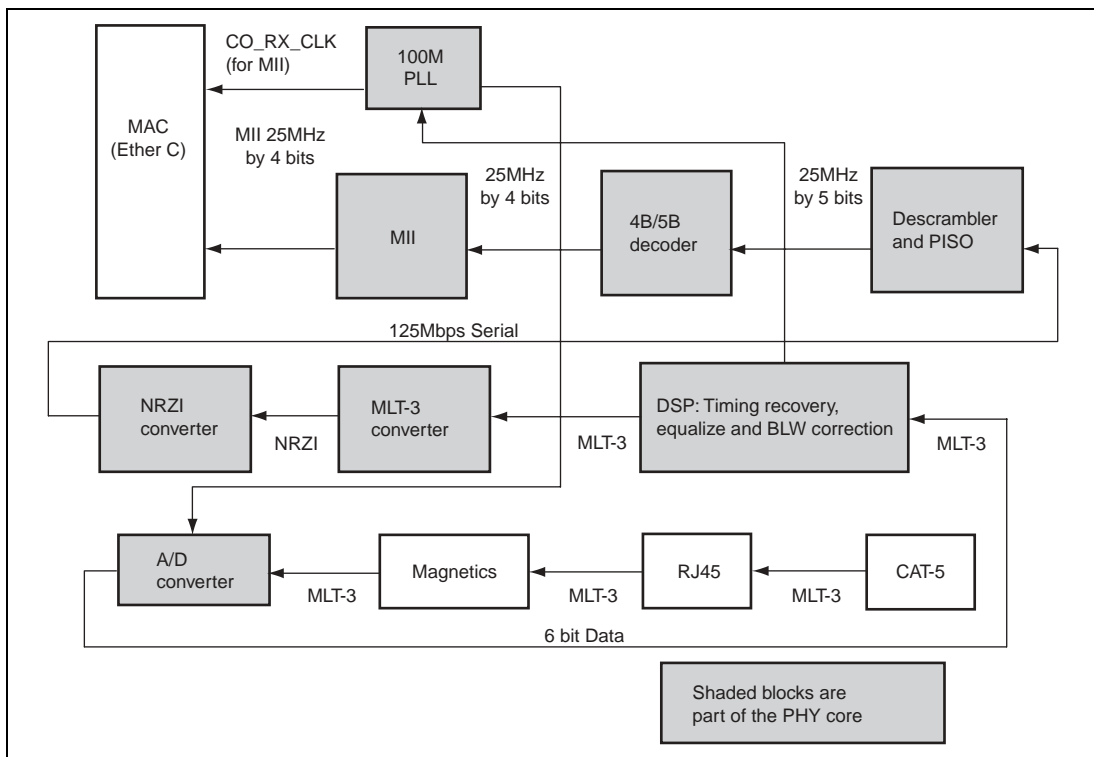 CO_RX_CLK
(for MII)
100M
PLL
MAC
(Ether C)
MII 25MHz
by 4 bits
MII
25MHz
by 4 bits
4B/5B
decoder
25MHz
by 5 bits
Descrambler
and PISO
125Mbps Serial
NRZI
converter
NRZI
MLT-3
converter
MLT-3
DSP: Timing recovery,
equalize and BLW correction
MLT-3
A/D
converter
MLT-3
Magnetics
MLT-3
RJ45
MLT-3
CAT-5
6 bit Data
Shaded blocks are
part of the PHY core